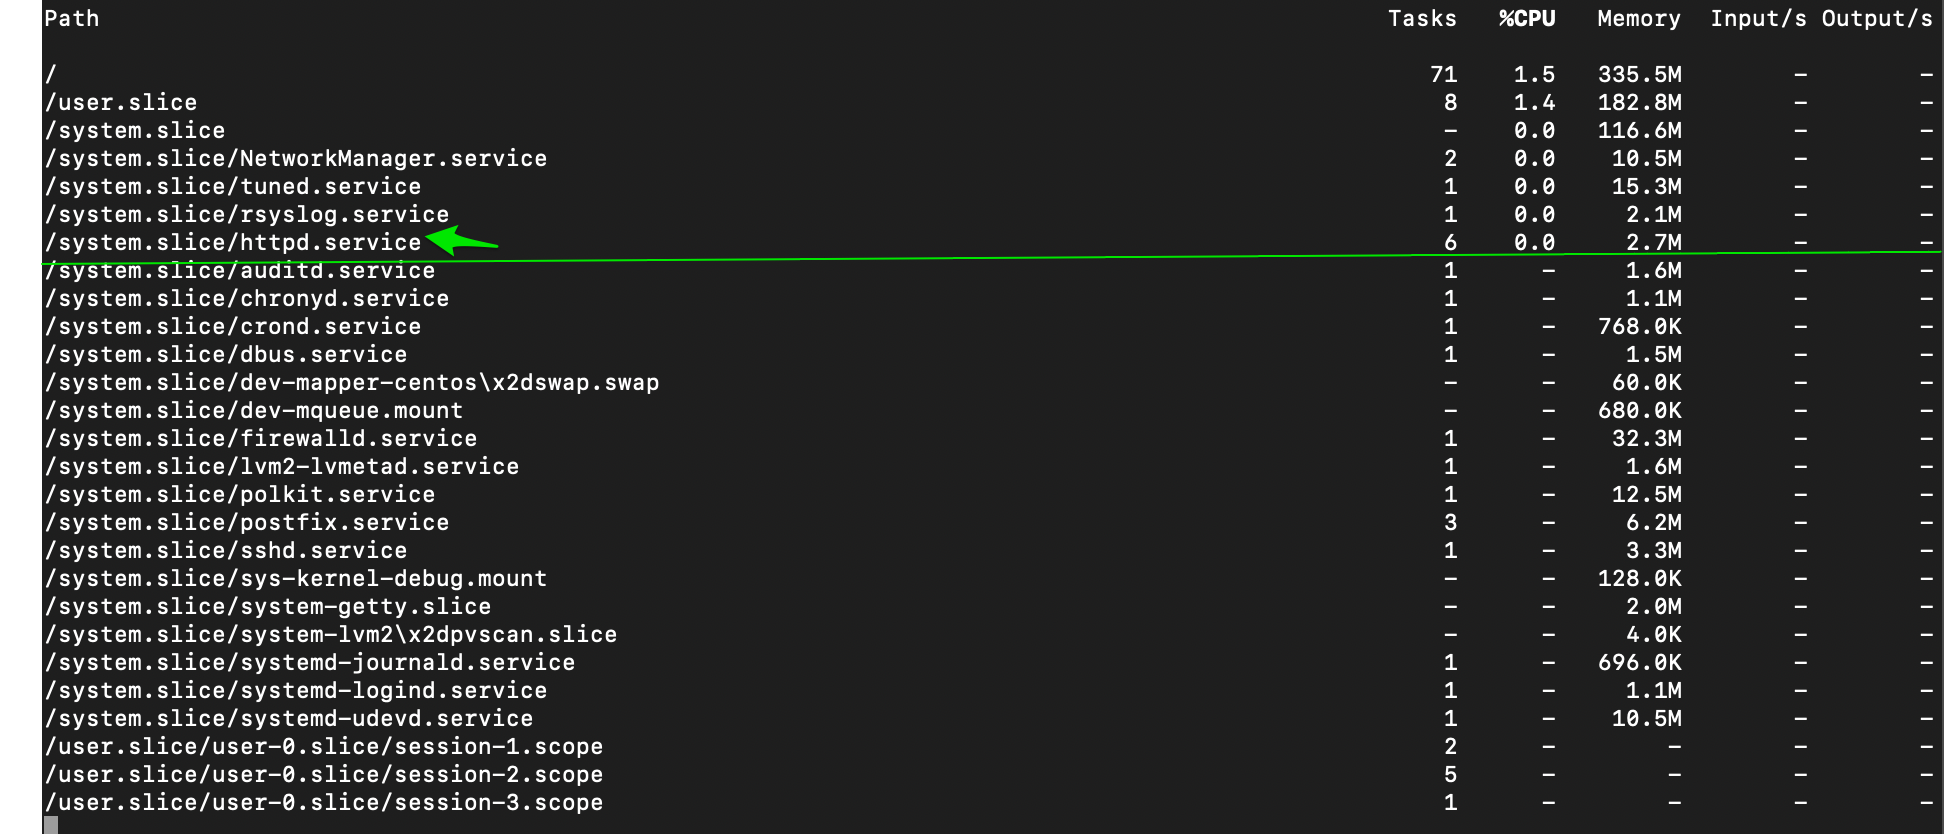 Path Tasks %CPU Memory Input/s Output/s
/ 71 1.5 335.5M - -
/user.slice 8 1.4 182.8M - -
/system.slice - 0.0 116.6M - -
/system.slice/NetworkManager.service 2 0.0 10.5M - -
/system.slice/tuned.service 1 0.0 15.3M - -
/system.slice/rsyslog.service 1 0.0 2.1M - -
/system.slice/httpd.service 6 0.0 2.7M - -
/system.slice/auditd.service 1 - 1.6M - -
/system.slice/chronyd.service 1 - 1.1M - -
/system.slice/crond.service 1 - 768.0K - -
/system.slice/dbus.service 1 - 1.5M - -
/system.slice/dev-mapper-centos\x2dswap.swap - - 60.0K - -
/system.slice/dev-mqueue.mount - - 680.0K - -
/system.slice/firewalld.service 1 - 32.3M - -
/system.slice/lvm2-lvmetad.service 1 - 1.6M - -
/system.slice/polkit.service 1 - 12.5M - -
/system.slice/postfix.service 3 - 6.2M - -
/system.slice/sshd.service 1 - 3.3M - -
/system.slice/sys-kernel-debug.mount - - 128.0K - -
/system.slice/system-getty.slice - - 2.0M - -
/system.slice/system-lvm2\x2dpvscan.slice - - 4.0K - -
/system.slice/systemd-journald.service 1 - 696.0K - -
/system.slice/systemd-logind.service 1 - 1.1M - -
/system.slice/systemd-udevd.service 1 - 10.5M - -
/user.slice/user-0.slice/session-1.scope 2 - - - -
/user.slice/user-0.slice/session-2.scope 5 - - - -
/user.slice/user-0.slice/session-3.scope 1 - - - -